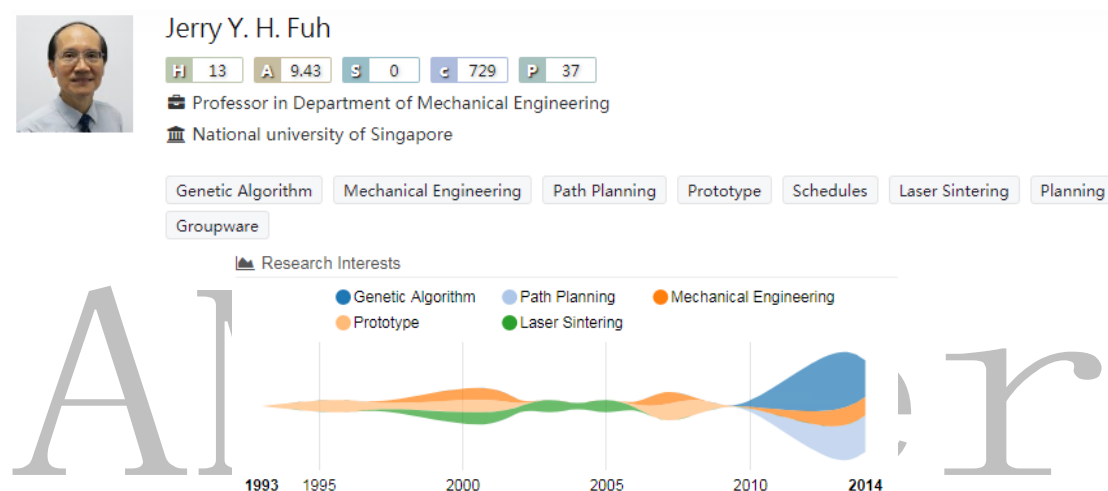 Jerry Y. H. Fuh
H 13 A 9.43 S 0 c 729 P 37
Professor in Department of Mechanical Engineering
National university of Singapore
Genetic Algorithm Mechanical Engineering Path Planning Prototype Schedules Laser Sintering Planning
Groupware
Research Interests
Genetic Algorithm Path Planning Mechanical Engineering
Prototype Laser Sintering
1993 1995 2000 2005 2010 2014